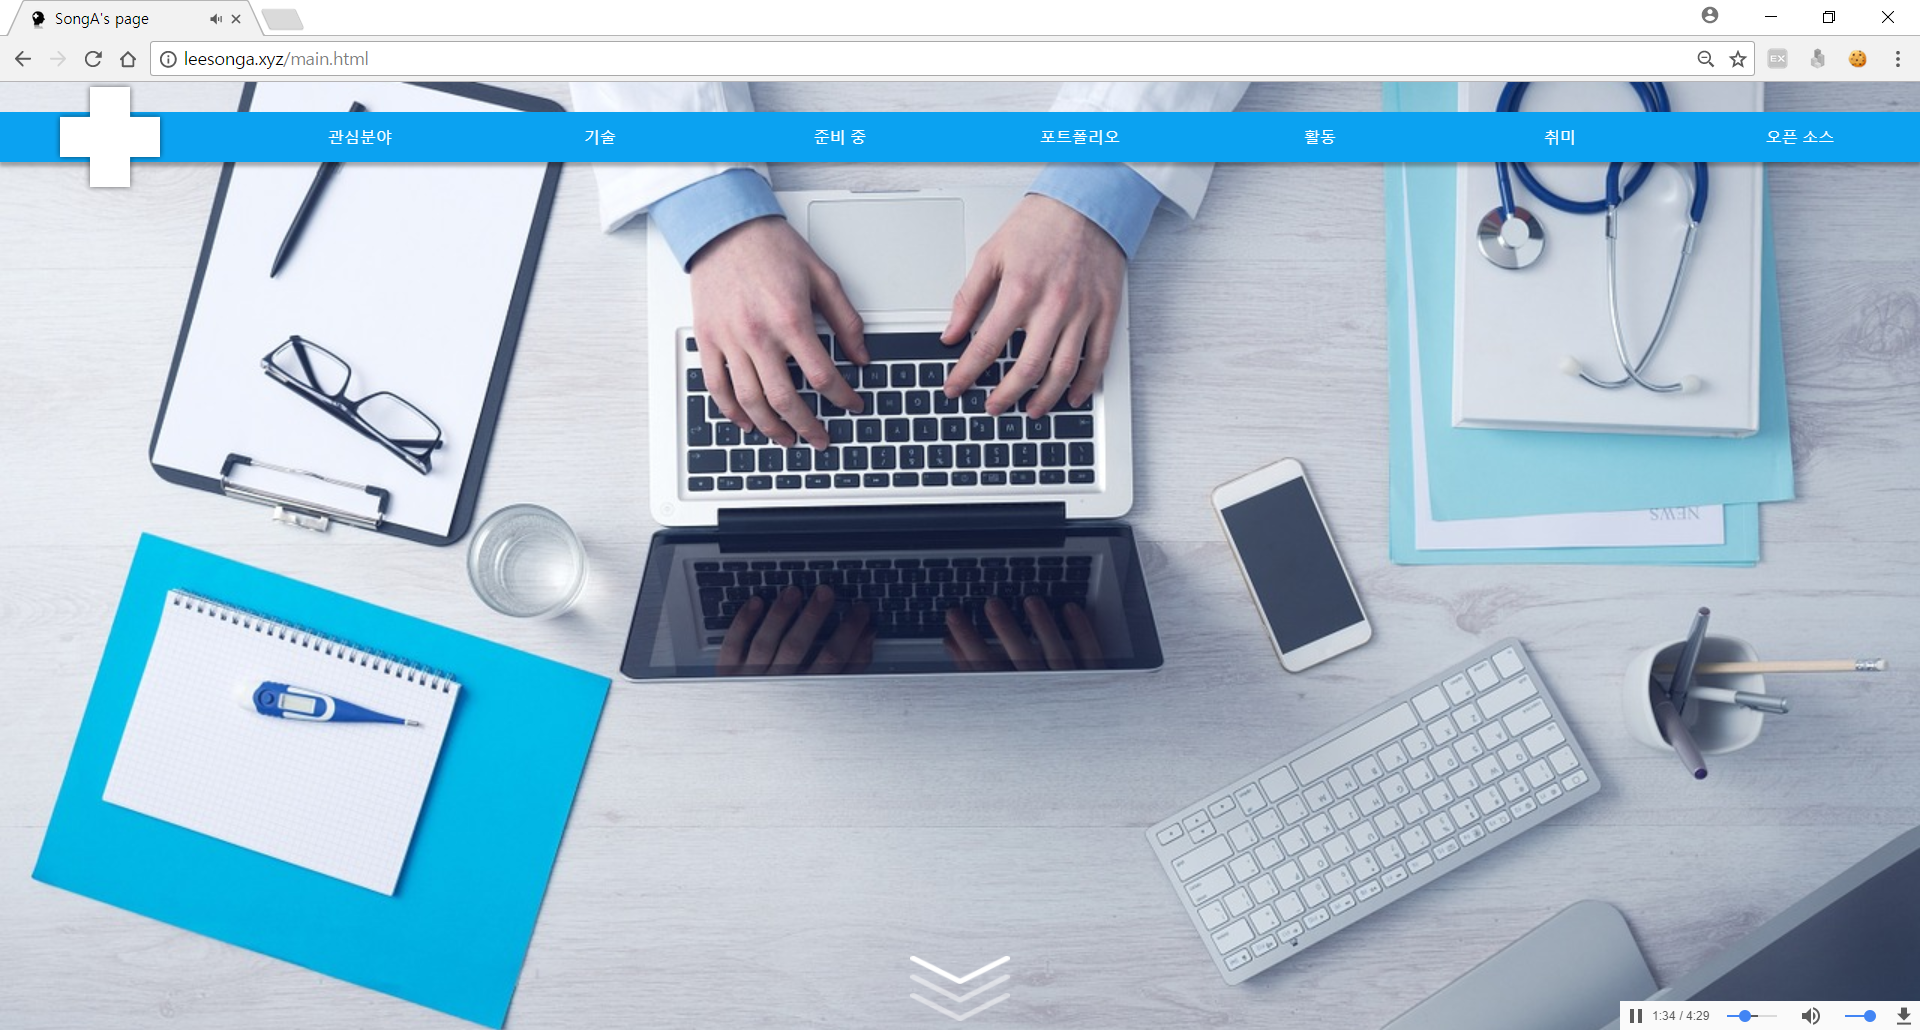 SongA's page
leesonga.xyz/main.html
EX
관심분야 기술 준비 중 포트폴리오 활동 취미 오픈 소스
NEWS
1:34 / 4:29